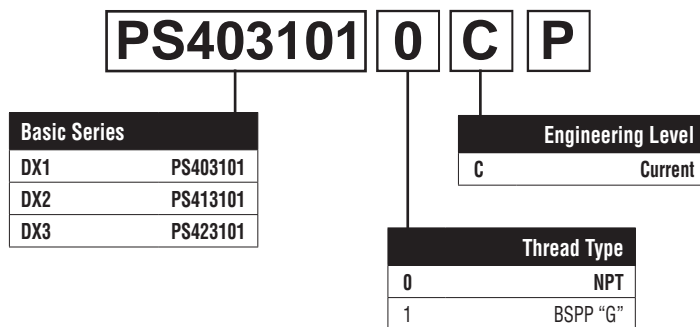 PS403101 0 C P
Basic Series
DX1 PS403101
DX2 PS413101
DX3 PS423101
Engineering Level
C Current
Thread Type
0 NPT
1 BSPP “G”